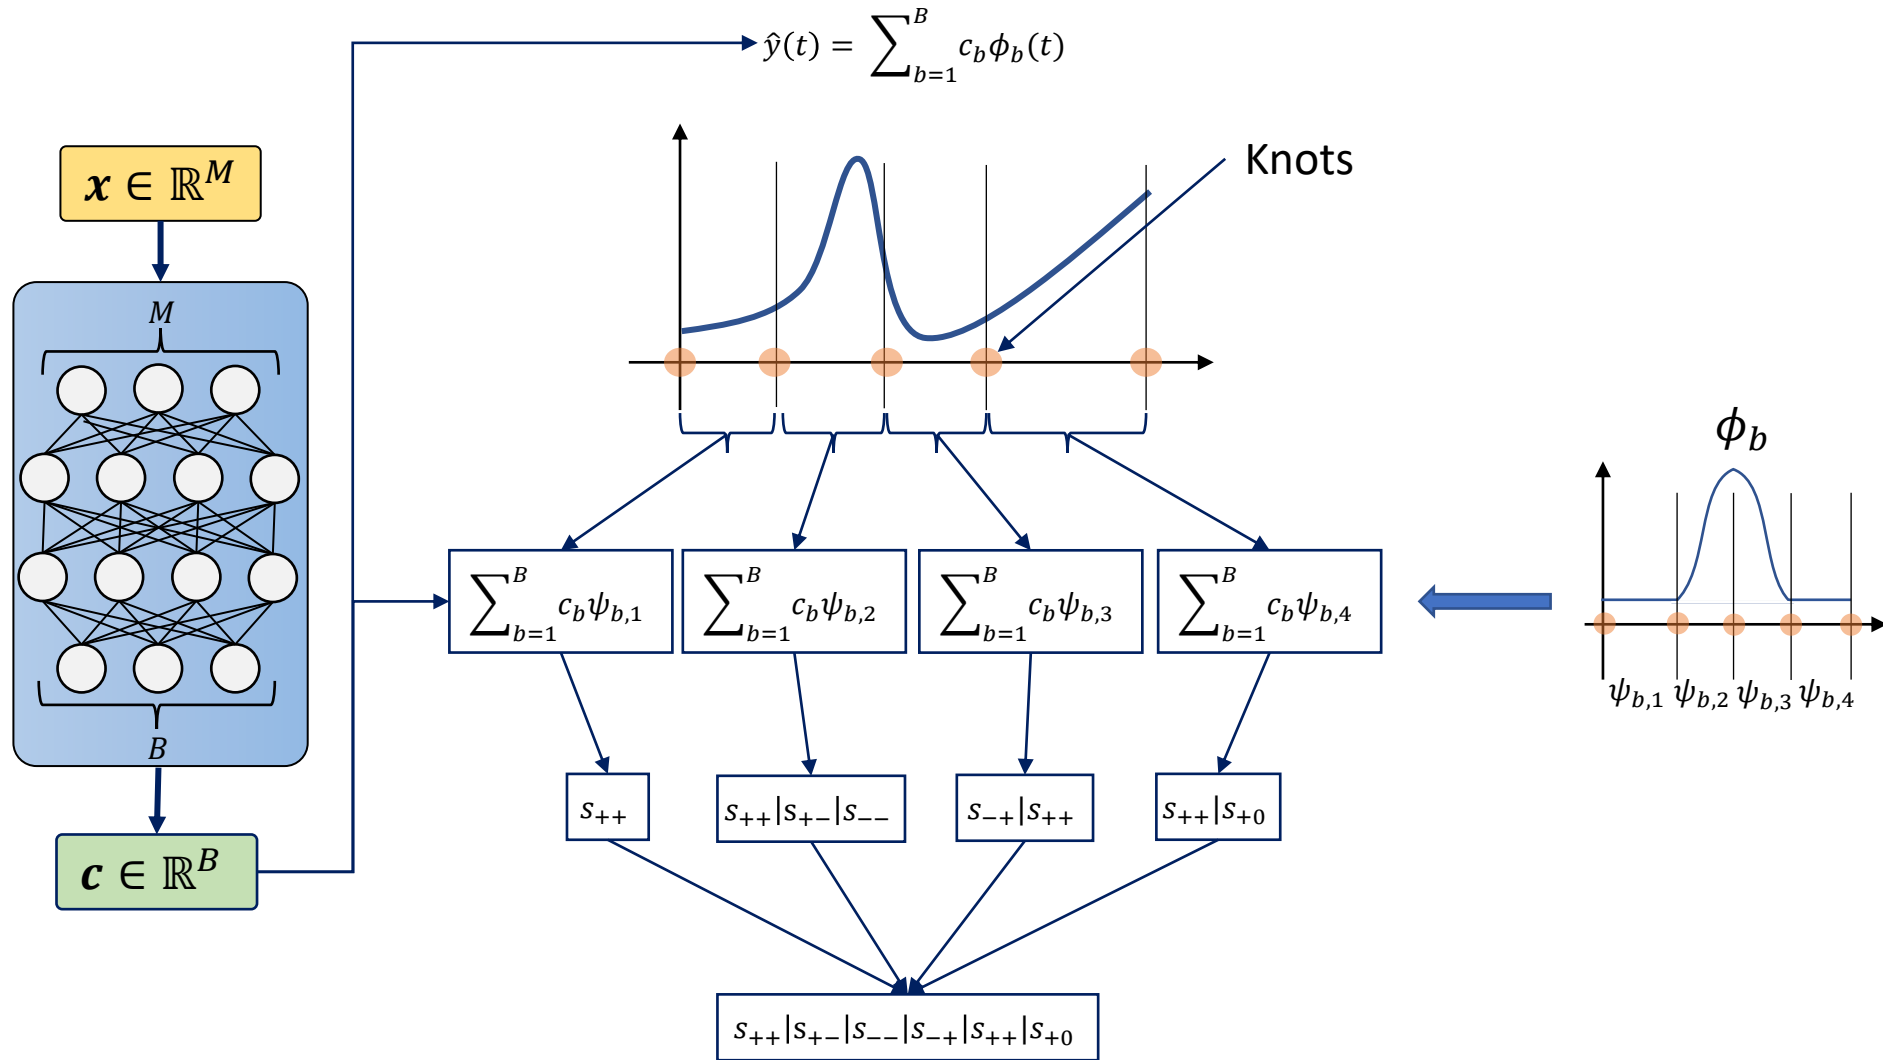 ŷ(t) = ∑_{b=1}^{B} c_b ϕ_b(t)
Knots
x ∈ ℝ^M
M
B
c ∈ ℝ^B
∑_{b=1}^{B} c_b ψ_{b,1}
∑_{b=1}^{B} c_b ψ_{b,2}
∑_{b=1}^{B} c_b ψ_{b,3}
∑_{b=1}^{B} c_b ψ_{b,4}
ϕ_b
ψ_{b,1} ψ_{b,2} ψ_{b,3} ψ_{b,4}
s_{++}
s_{++}|s_{+−}|s_{−−}
s_{−+}|s_{++}
s_{++}|s_{+0}
s_{++}|s_{+−}|s_{−−}|s_{−+}|s_{++}|s_{+0}